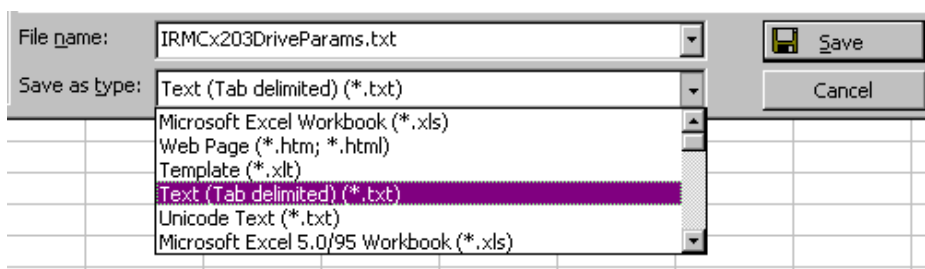 File name: IRMCx203DriveParams.txt Save
Save as type: Text (Tab delimited) (*.txt) Cancel
Microsoft Excel Workbook (*.xls)
Web Page (*.htm; *.html)
Template (*.xlt)
Text (Tab delimited) (*.txt)
Unicode Text (*.txt)
Microsoft Excel 5.0/95 Workbook (*.xls)